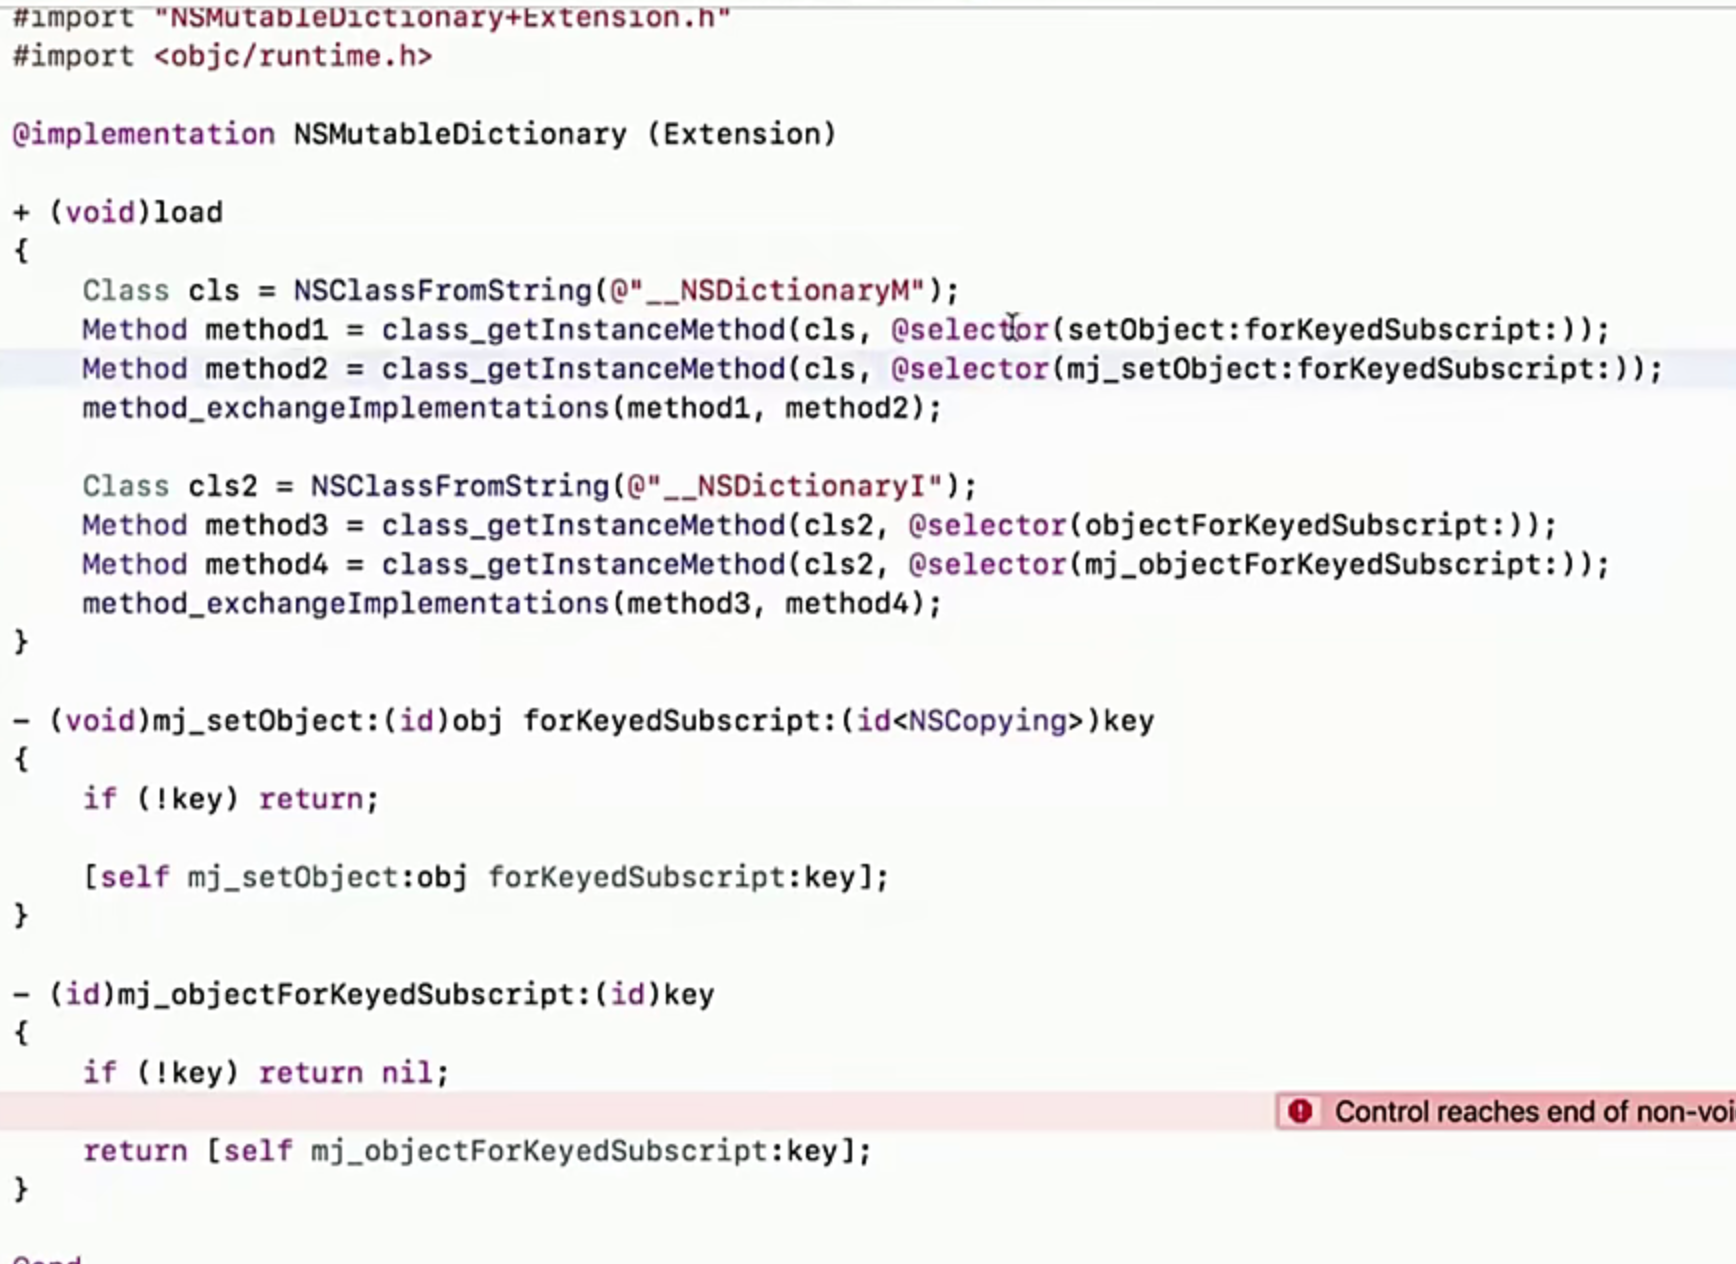 #import "NSMutableDictionary+Extension.h"
#import <objc/runtime.h>
@implementation NSMutableDictionary (Extension)
+ (void)load
{
Class cls = NSClassFromString(@"__NSDictionaryM");
Method method1 = class_getInstanceMethod(cls, @selector(setObject:forKeyedSubscript:));
Method method2 = class_getInstanceMethod(cls, @selector(mj_setObject:forKeyedSubscript:));
method_exchangeImplementations(method1, method2);
Class cls2 = NSClassFromString(@"__NSDictionaryI");
Method method3 = class_getInstanceMethod(cls2, @selector(objectForKeyedSubscript:));
Method method4 = class_getInstanceMethod(cls2, @selector(mj_objectForKeyedSubscript:));
method_exchangeImplementations(method3, method4);
}
- (void)mj_setObject:(id)obj forKeyedSubscript:(id<NSCopying>)key
{
if (!key) return;
[self mj_setObject:obj forKeyedSubscript:key];
}
- (id)mj_objectForKeyedSubscript:(id)key
{
if (!key) return nil;
Control reaches end of non-voi
return [self mj_objectForKeyedSubscript:key];
}
@end